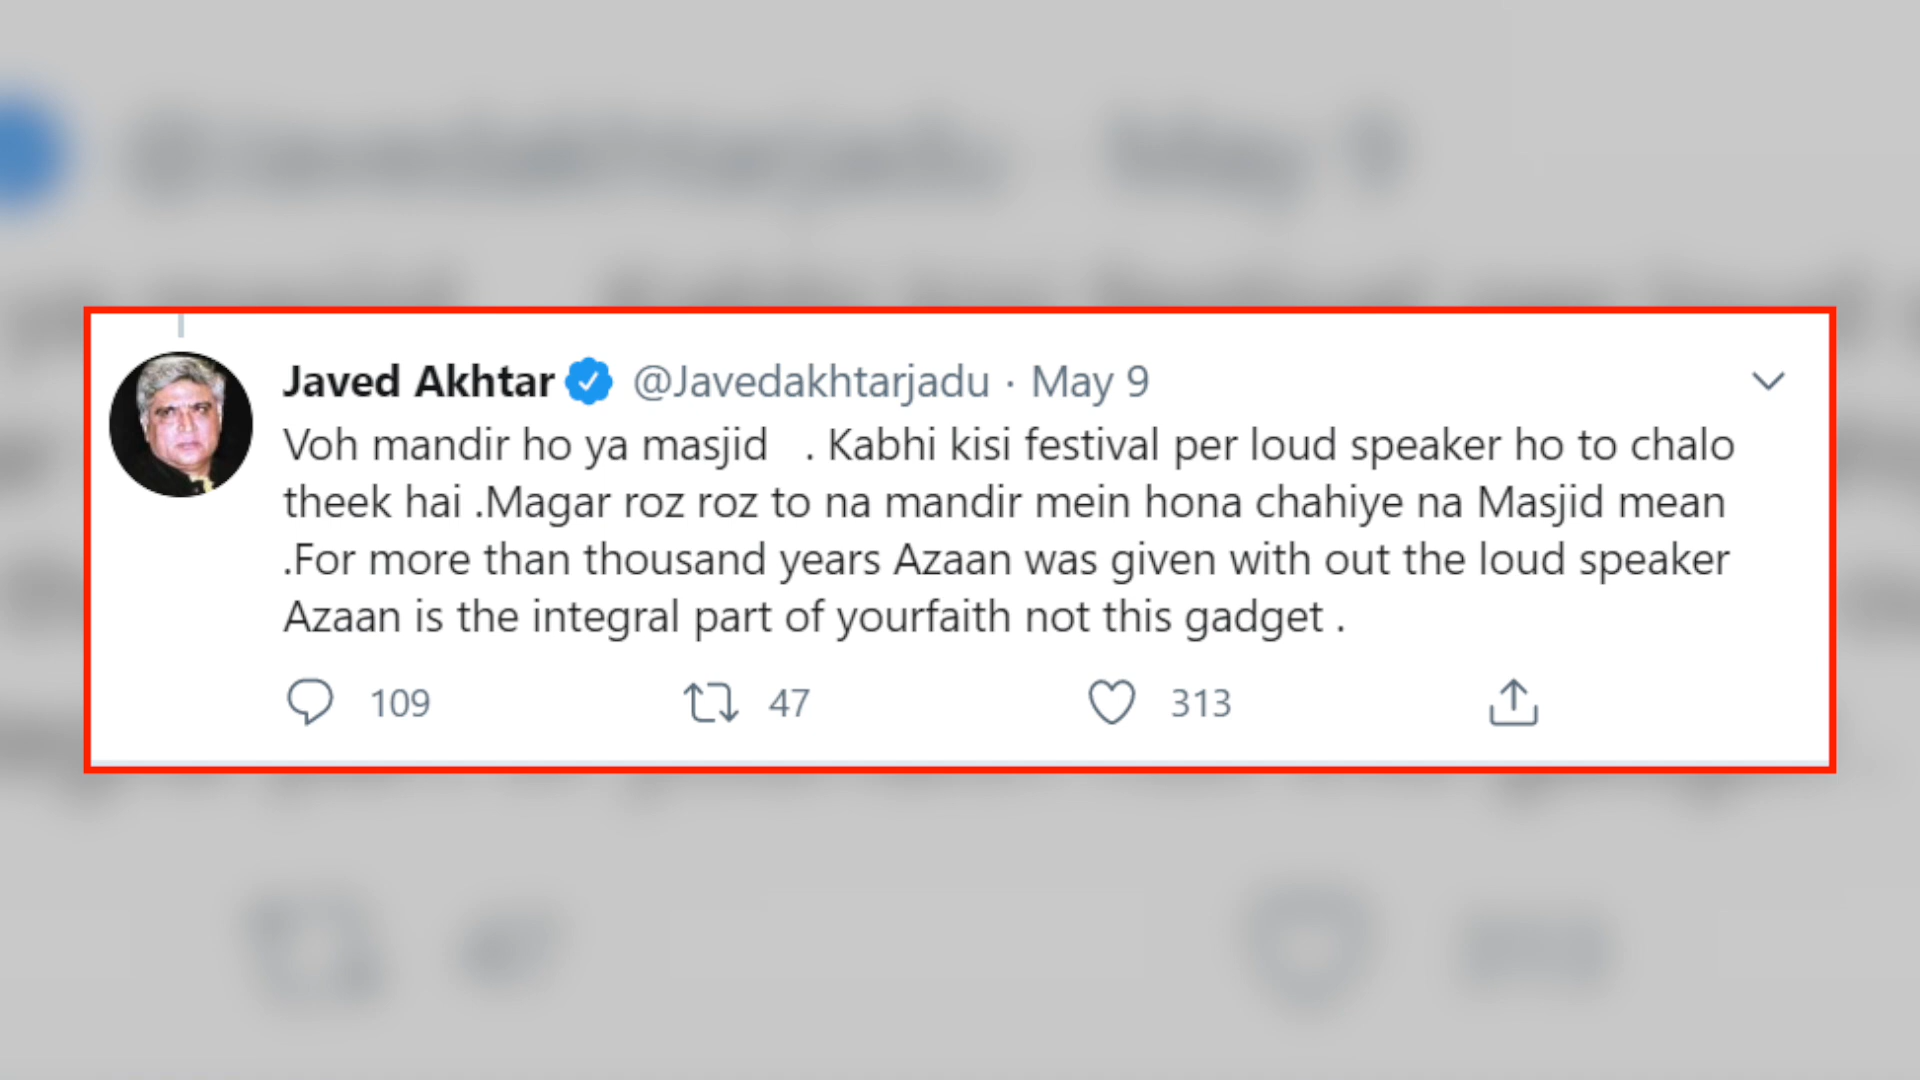 Javed Akhtar @Javedakhtarjadu · May 9
Voh mandir ho ya masjid . Kabhi kisi festival per loud speaker ho to chalo
theek hai .Magar roz roz to na mandir mein hona chahiye na Masjid mean
.For more than thousand years Azaan was given with out the loud speaker
Azaan is the integral part of yourfaith not this gadget .
109 47 313